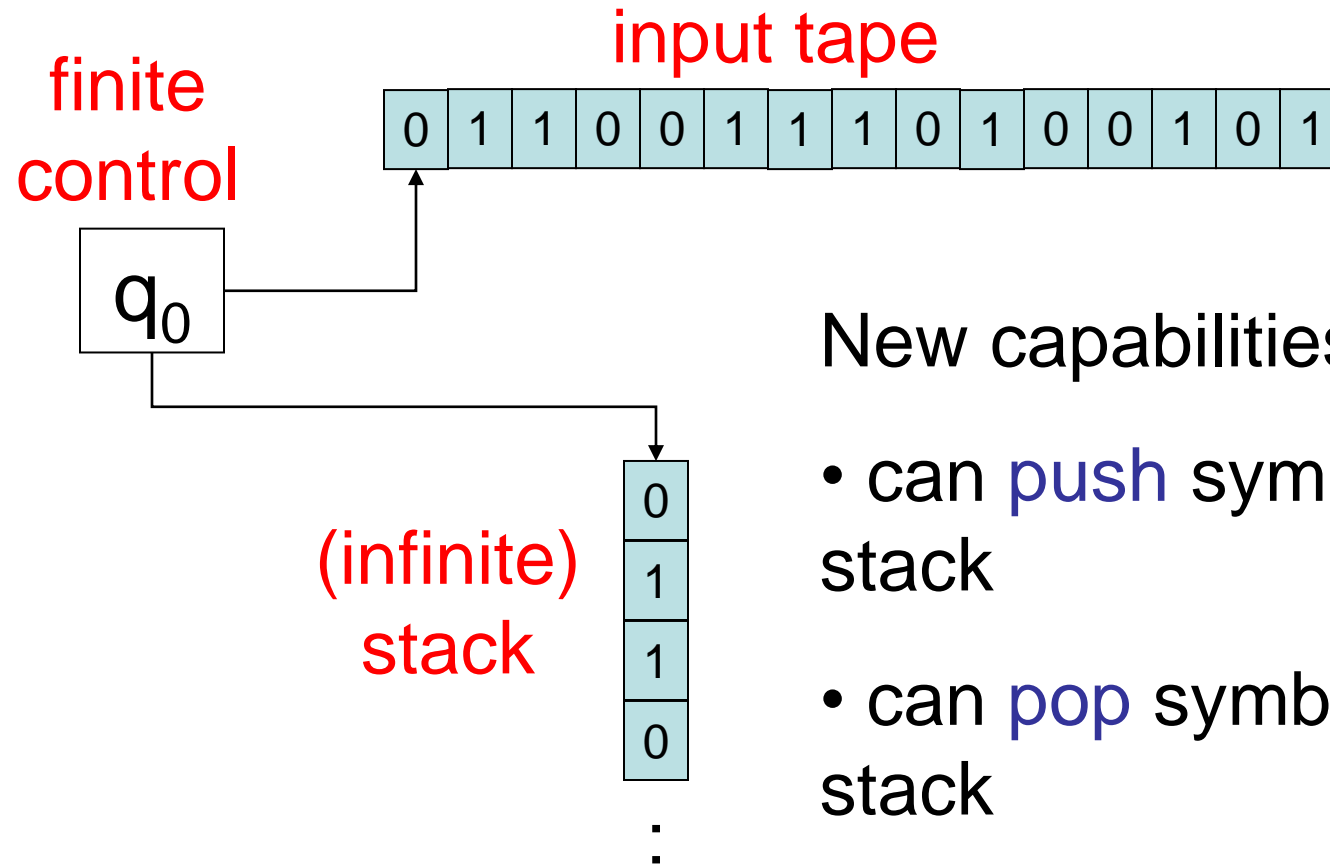 input tape
finite
control
0 1 1 0 0 1 1 1 0 1 0 0 1 0 1
q₀
New capabilities
• can push sym
stack
(infinite)
stack
0
1
1
0
• can pop symb
stack
: